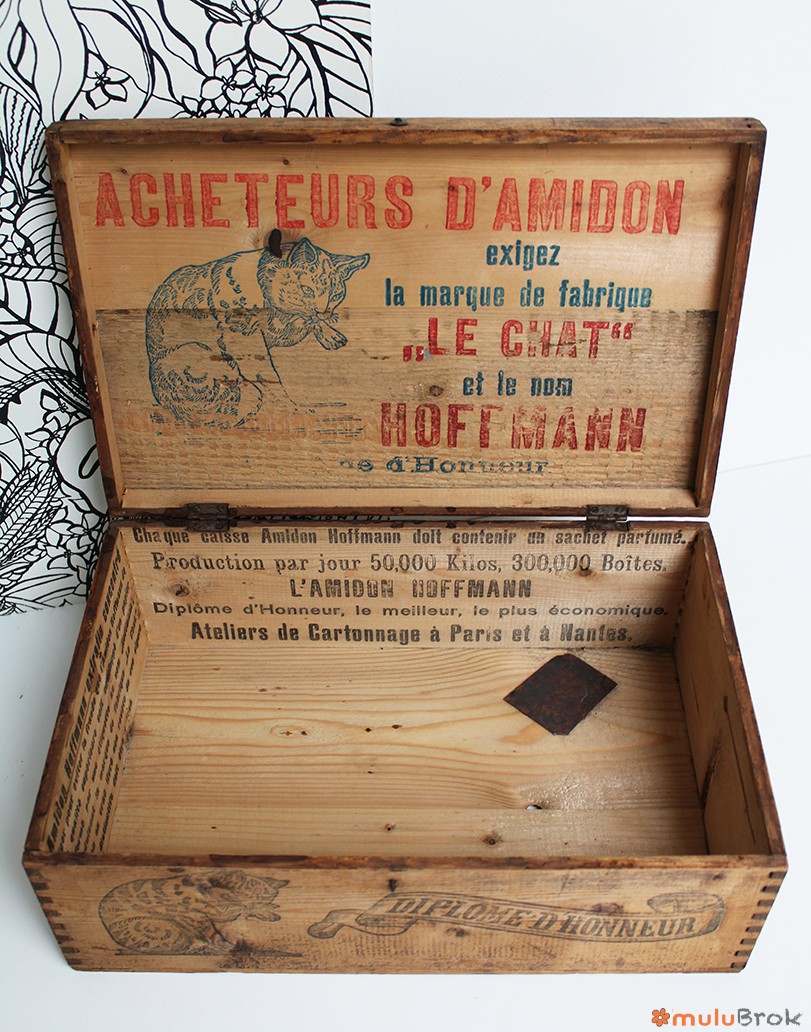 ACHETEURS D'AMIDON
exigez
la marque de fabrique
„LE CHAT“
et le nom
HOFFMANN
d'Honneur
Chaque caisse Amidon Hoffmann doit contenir un sachet parfumé.
Production par jour 50,000 Kilos, 300,000 Boîtes.
L'AMIDON HOFFMANN
Diplôme d'Honneur, le meilleur, le plus économique.
Ateliers de Cartonnage à Paris et à Nantes.
DIPLÔME D'HONNEUR
muluBrok